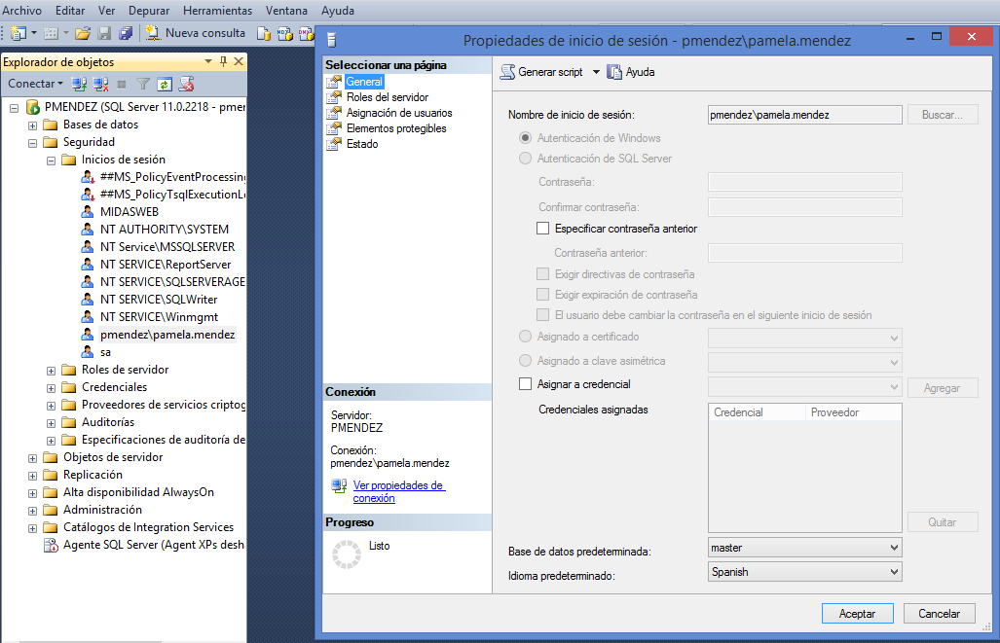 Archivo Editar Ver Depurar Herramientas Ventana Ayuda
Nueva consulta
Explorador de objetos
Conectar
PMENDEZ (SQL Server 11.0.2218 - pmen
Bases de datos
Seguridad
Inicios de sesión
##MS_PolicyEventProcessing
##MS_PolicyTsqlExecutionLo
MIDASWEB
NT AUTHORITY\SYSTEM
NT Service\MSSQLSERVER
NT SERVICE\ReportServer
NT SERVICE\SQLSERVERAGE
NT SERVICE\SQLWriter
NT SERVICE\Winmgmt
pmendez\pamela.mendez
sa
Roles de servidor
Credenciales
Proveedores de servicios criptog
Auditorías
Especificaciones de auditoría de
Objetos de servidor
Replicación
Alta disponibilidad AlwaysOn
Administración
Catálogos de Integration Services
Agente SQL Server (Agent XPs desh
Propiedades de inicio de sesión - pmendez\pamela.mendez
Seleccionar una página
General
Roles del servidor
Asignación de usuarios
Elementos protegibles
Estado
Conexión
Servidor:
PMENDEZ
Conexión:
pmendez\pamela.mendez
Ver propiedades de
conexión
Progreso
Listo
Generar script Ayuda
Nombre de inicio de sesión: pmendez\pamela.mendez Buscar...
Autenticación de Windows
Autenticación de SQL Server
Contraseña:
Confirmar contraseña:
Especificar contraseña anterior
Contraseña anterior:
Exigir directivas de contraseña
Exigir expiración de contraseña
El usuario debe cambiar la contraseña en el siguiente inicio de sesión
Asignado a certificado
Asignado a clave asimétrica
Asignar a credencial Agregar
Credenciales asignadas Credencial Proveedor
Quitar
Base de datos predeterminada: master
Idioma predeterminado: Spanish
Aceptar Cancelar